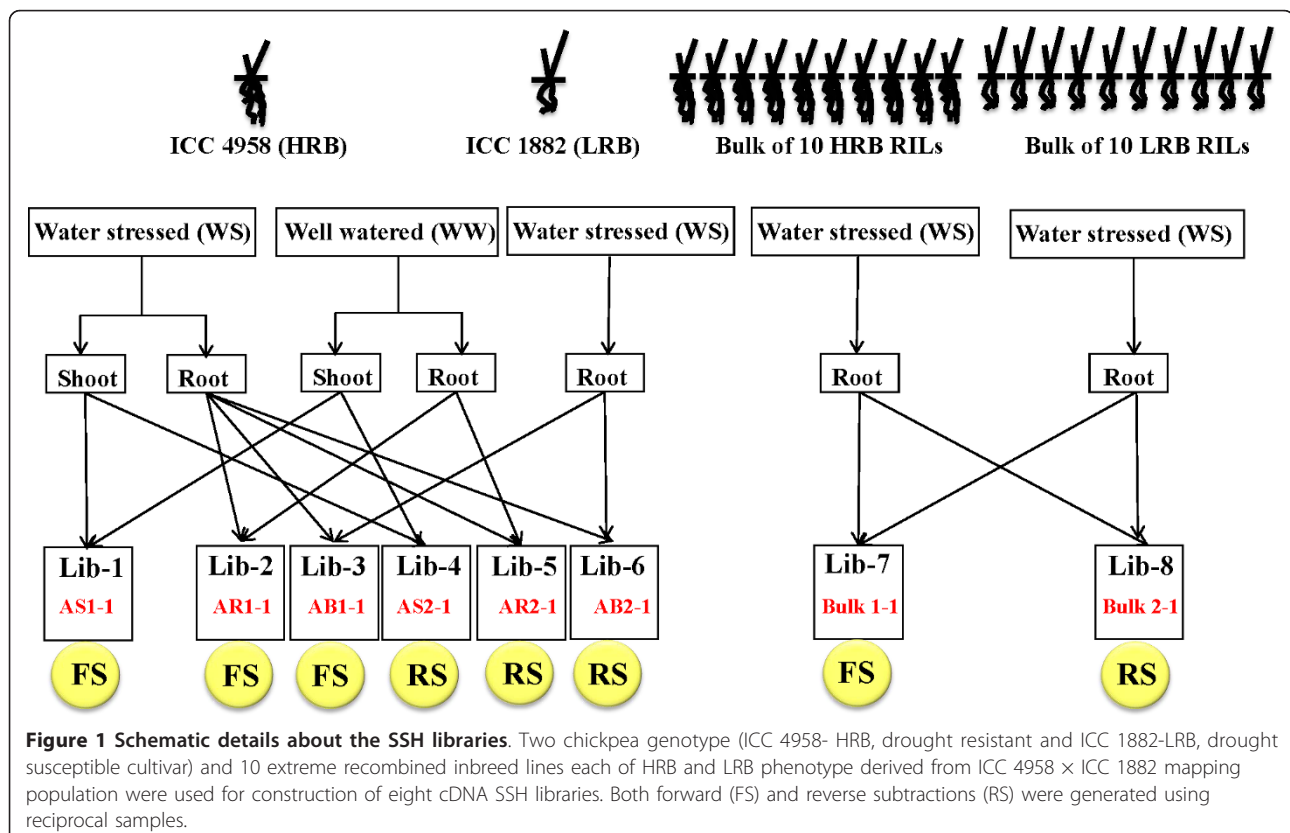 ICC 4958 (HRB)
ICC 1882 (LRB)
Bulk of 10 HRB RILs
Bulk of 10 LRB RILs
Water stressed (WS)
Well watered (WW)
Water stressed (WS)
Water stressed (WS)
Water stressed (WS)
Shoot
Root
Shoot
Root
Root
Root
Root
Lib-1
AS1-1
Lib-2
AR1-1
Lib-3
AB1-1
Lib-4
AS2-1
Lib-5
AR2-1
Lib-6
AB2-1
Lib-7
Bulk 1-1
Lib-8
Bulk 2-1
FS
FS
FS
RS
RS
RS
FS
RS
Figure 1 Schematic details about the SSH libraries. Two chickpea genotype (ICC 4958- HRB, drought resistant and ICC 1882-LRB, drought
susceptible cultivar) and 10 extreme recombined inbreed lines each of HRB and LRB phenotype derived from ICC 4958 × ICC 1882 mapping
population were used for construction of eight cDNA SSH libraries. Both forward (FS) and reverse subtractions (RS) were generated using
reciprocal samples.